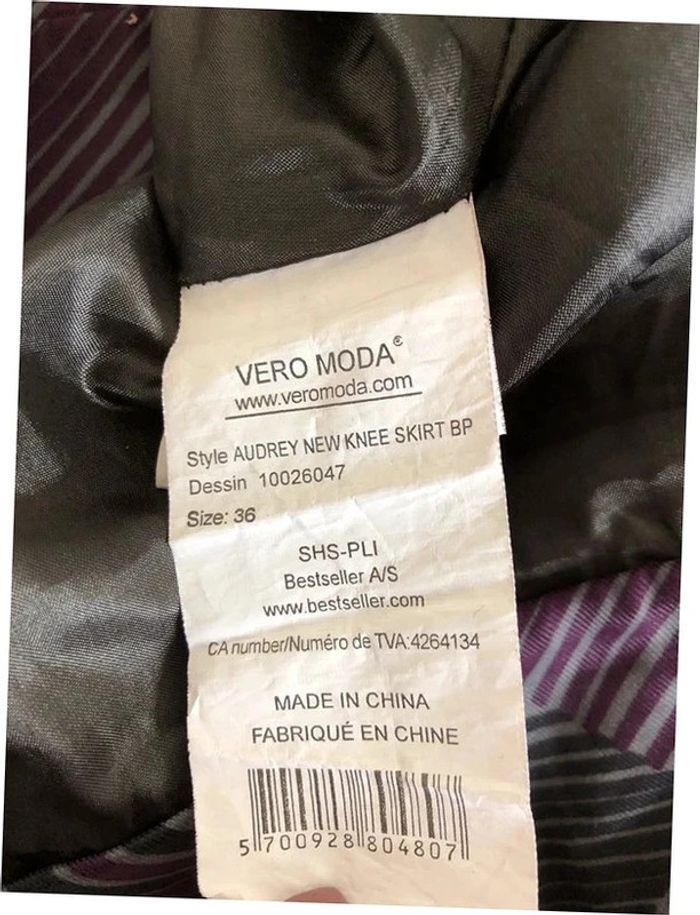 VERO MODA®
www.veromoda.com
Style AUDREY NEW KNEE SKIRT BP
Dessin 10026047
Size: 36
SHS-PLI
Bestseller A/S
www.bestseller.com
CA number/Numéro de TVA:4264134
MADE IN CHINA
FABRIQUÉ EN CHINE
5 700928 804807